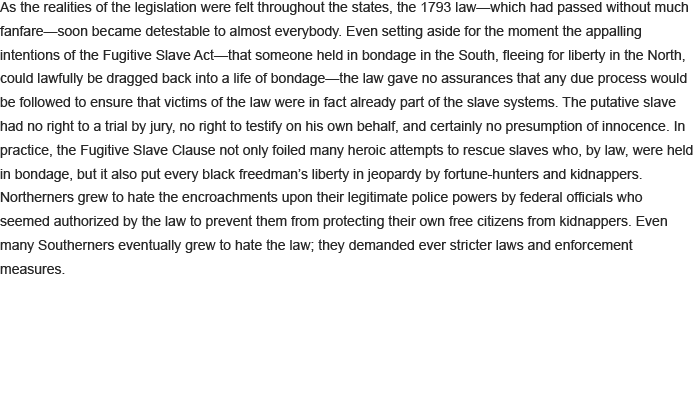 As the realities of the legislation were felt throughout the states, the 1793 law—which had passed without much
fanfare—soon became detestable to almost everybody. Even setting aside for the moment the appalling
intentions of the Fugitive Slave Act—that someone held in bondage in the South, fleeing for liberty in the North,
could lawfully be dragged back into a life of bondage—the law gave no assurances that any due process would
be followed to ensure that victims of the law were in fact already part of the slave systems. The putative slave
had no right to a trial by jury, no right to testify on his own behalf, and certainly no presumption of innocence. In
practice, the Fugitive Slave Clause not only foiled many heroic attempts to rescue slaves who, by law, were held
in bondage, but it also put every black freedman’s liberty in jeopardy by fortune-hunters and kidnappers.
Northerners grew to hate the encroachments upon their legitimate police powers by federal officials who
seemed authorized by the law to prevent them from protecting their own free citizens from kidnappers. Even
many Southerners eventually grew to hate the law; they demanded ever stricter laws and enforcement
measures.